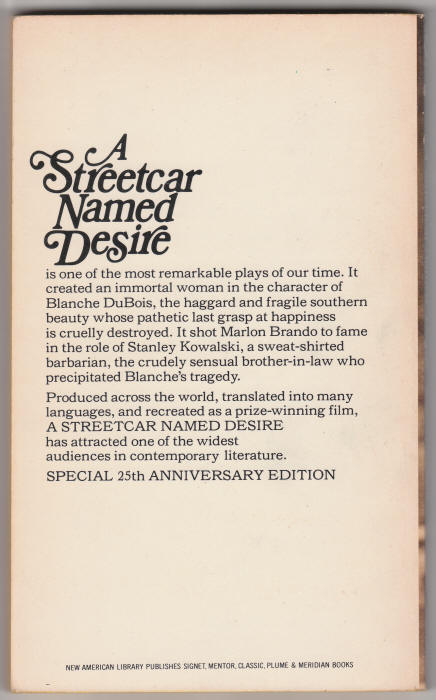 A
Streetcar
Named
Desire
is one of the most remarkable plays of our time. It
created an immortal woman in the character of
Blanche DuBois, the haggard and fragile southern
beauty whose pathetic last grasp at happiness
is cruelly destroyed. It shot Marlon Brando to fame
in the role of Stanley Kowalski, a sweat-shirted
barbarian, the crudely sensual brother-in-law who
precipitated Blanche's tragedy.
Produced across the world, translated into many
languages, and recreated as a prize-winning film,
A STREETCAR NAMED DESIRE
has attracted one of the widest
audiences in contemporary literature.
SPECIAL 25th ANNIVERSARY EDITION
NEW AMERICAN LIBRARY PUBLISHES SIGNET, MENTOR, CLASSIC, PLUME & MERIDIAN BOOKS